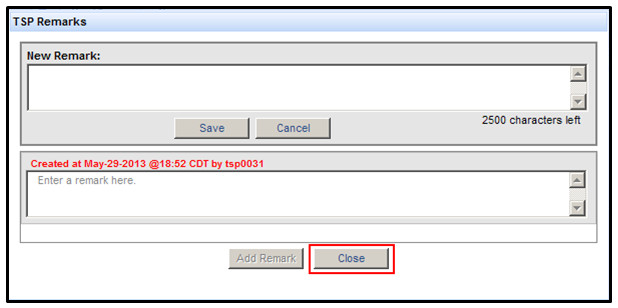 TSP Remarks
New Remark:
Save Cancel
2500 characters left
Created at May-29-2013 @18:52 CDT by tsp0031
Enter a remark here.
Add Remark Close